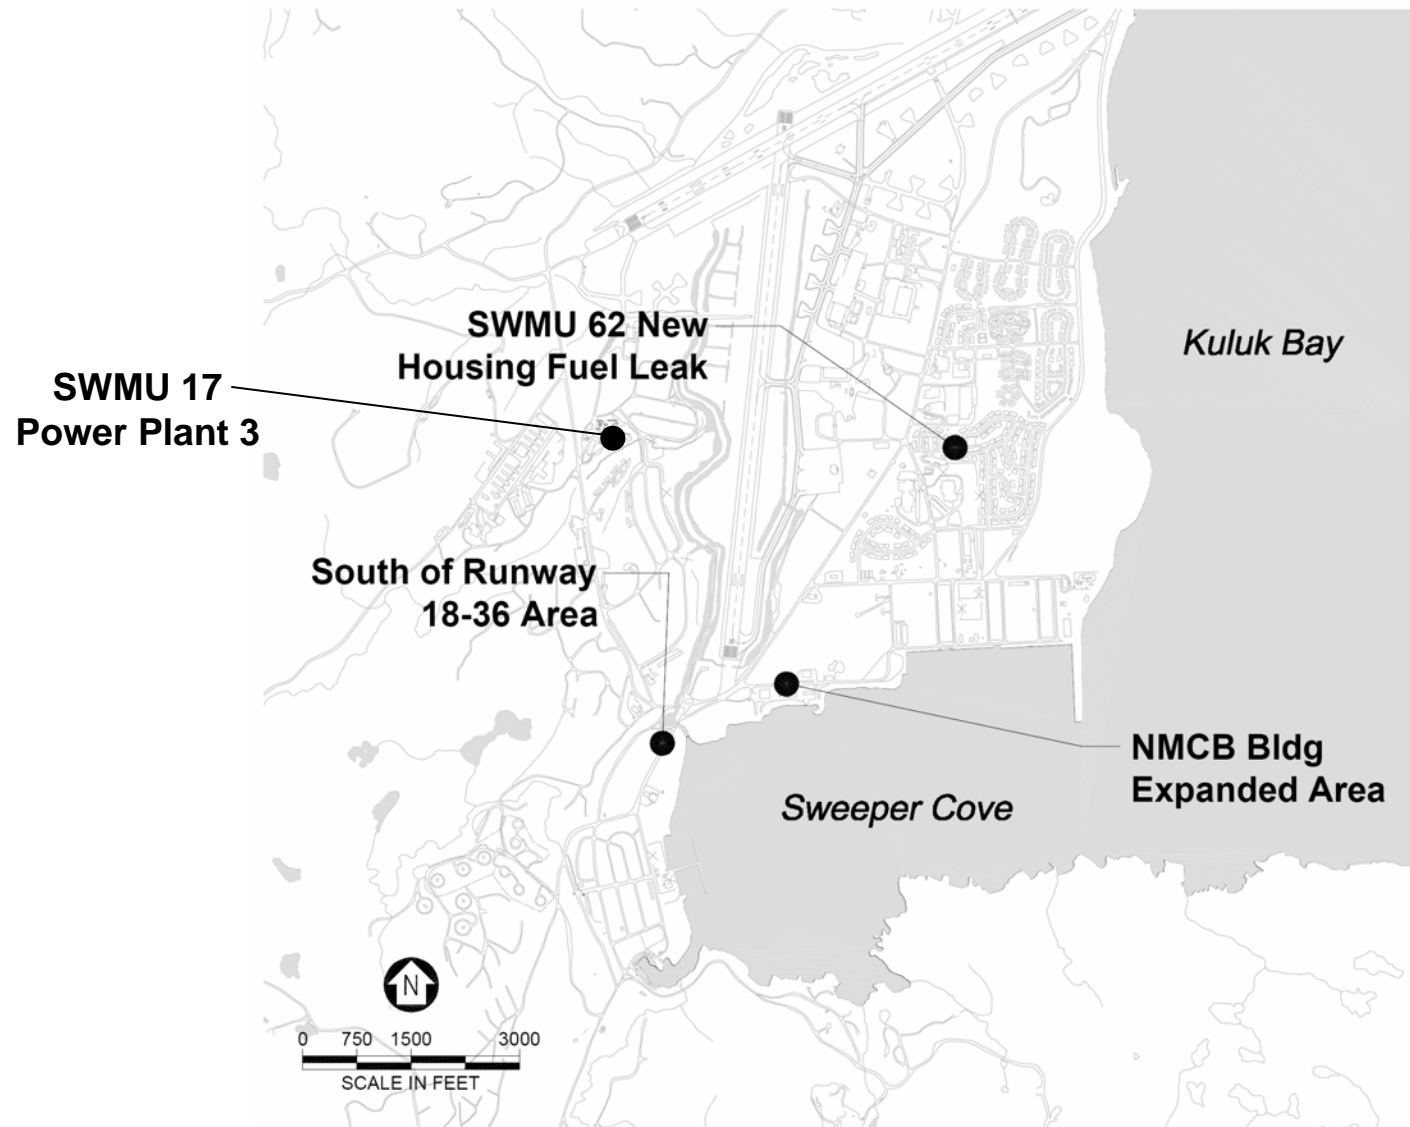 SWMU 62 New
Housing Fuel Leak
Kuluk Bay
SWMU 17
Power Plant 3
South of Runway
18-36 Area
NMCB Bldg
Expanded Area
Sweeper Cove
N
0 750 1500 3000
SCALE IN FEET